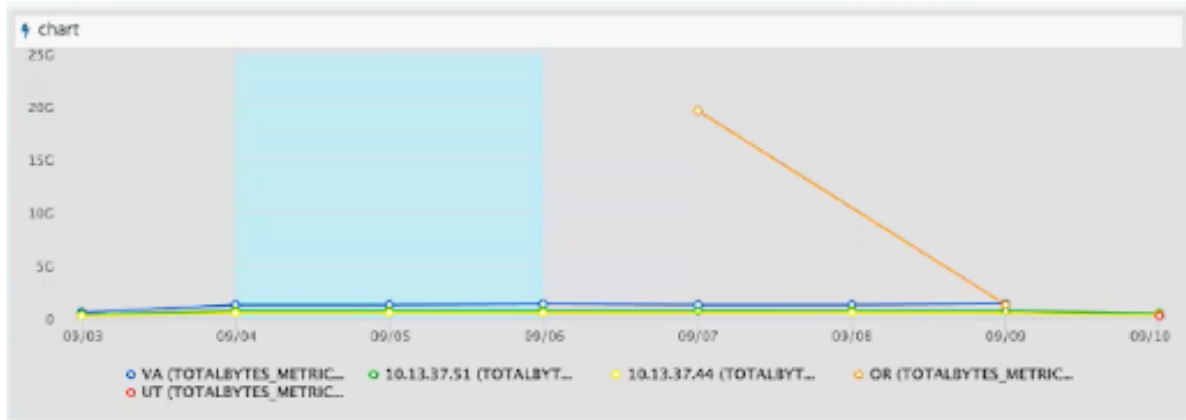 chart
25G
20G
15G
10G
5G
0
09/03 09/04 09/05 09/06 09/07 09/08 09/09 09/10
VA (TOTALBYTES_METRIC... 10.13.37.51 (TOTALBYT... 10.13.37.44 (TOTALBYT... OR (TOTALBYTES_METRIC...
UT (TOTALBYTES_METRIC...